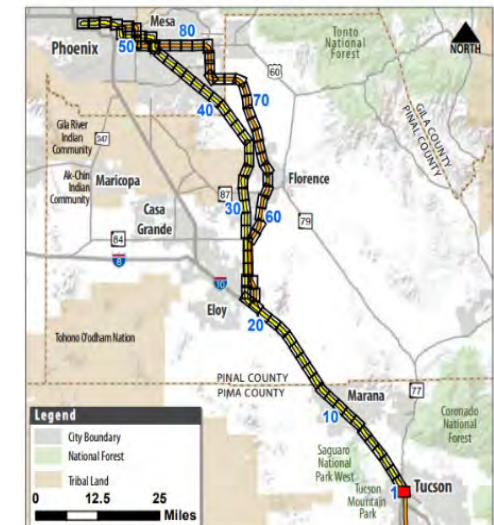 Mesa
Tonto
National
Forest
NORTH
80
50
Phoenix
60
40
70
GILA COUNTY
PINAL COUNTY
Gila River
Indian
Community
347
Ak-Chin
Indian
Community
Maricopa
Florence
87
30
60
79
Casa
Grande
84
8
10
Eloy
20
Tohono O'odham Nation
PINAL COUNTY
PIMA COUNTY
Marana
77
10
Coronado
National
Forest
Saguaro
National
Park West
Tucson
Mountain
Park
1
Tucson
Legend
City Boundary
National Forest
Tribal Land
0 12.5 25
Miles